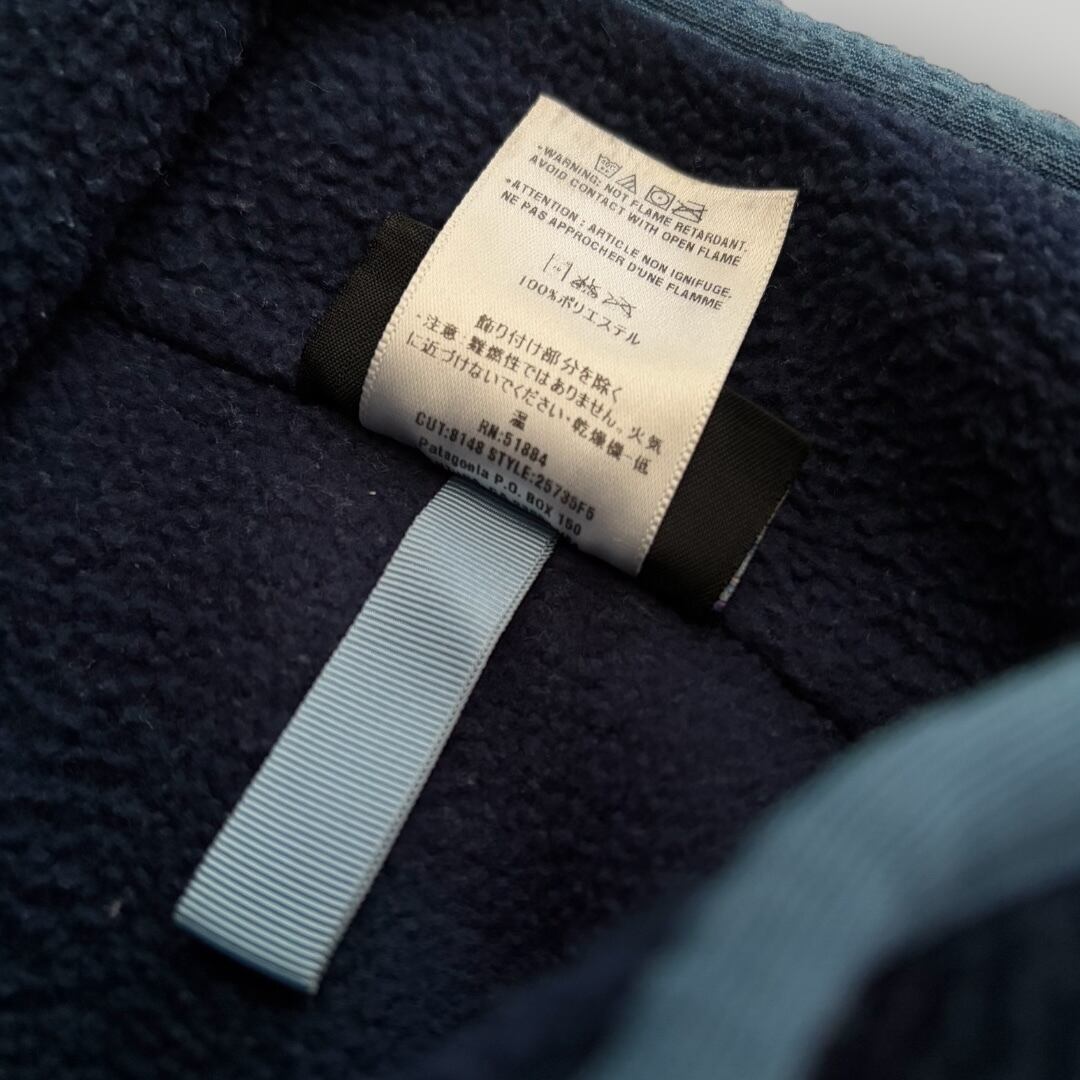 •WARNING: NOT FLAME RETARDANT.
AVOID CONTACT WITH OPEN FLAME
•ATTENTION : ARTICLE NON IGNIFUGE.
NE PAS APPROCHER D'UNE FLAMME
100%ポリエステル
飾り付け部分を除く
・注意 難燃性ではありません。火気
に近づけないでください・乾燥機−低
温
RN:51884
CUT:8148 STYLE:25735F5
Patagonia P.O. BOX 150